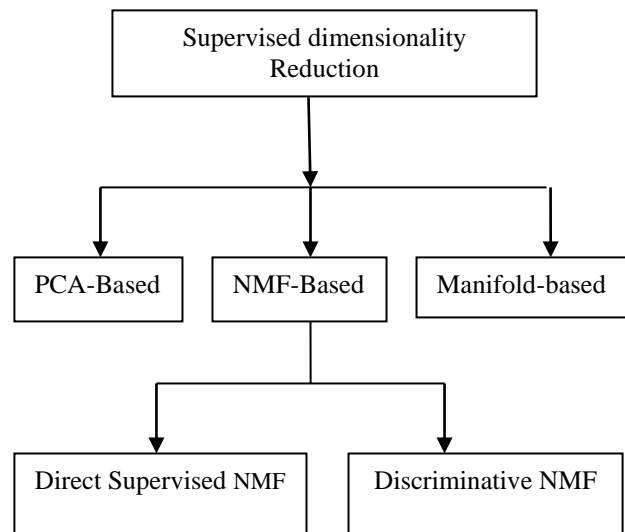 Supervised dimensionality
Reduction
PCA-Based
NMF-Based
Manifold-based
Direct Supervised NMF
Discriminative NMF